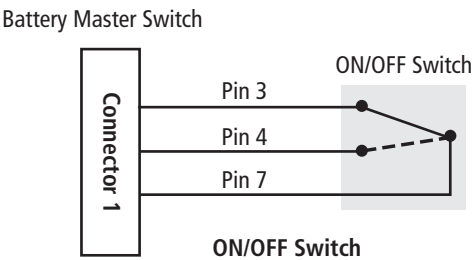 Battery Master Switch
ON/OFF Switch
Connector 1
Pin 3
Pin 4
Pin 7
ON/OFF Switch